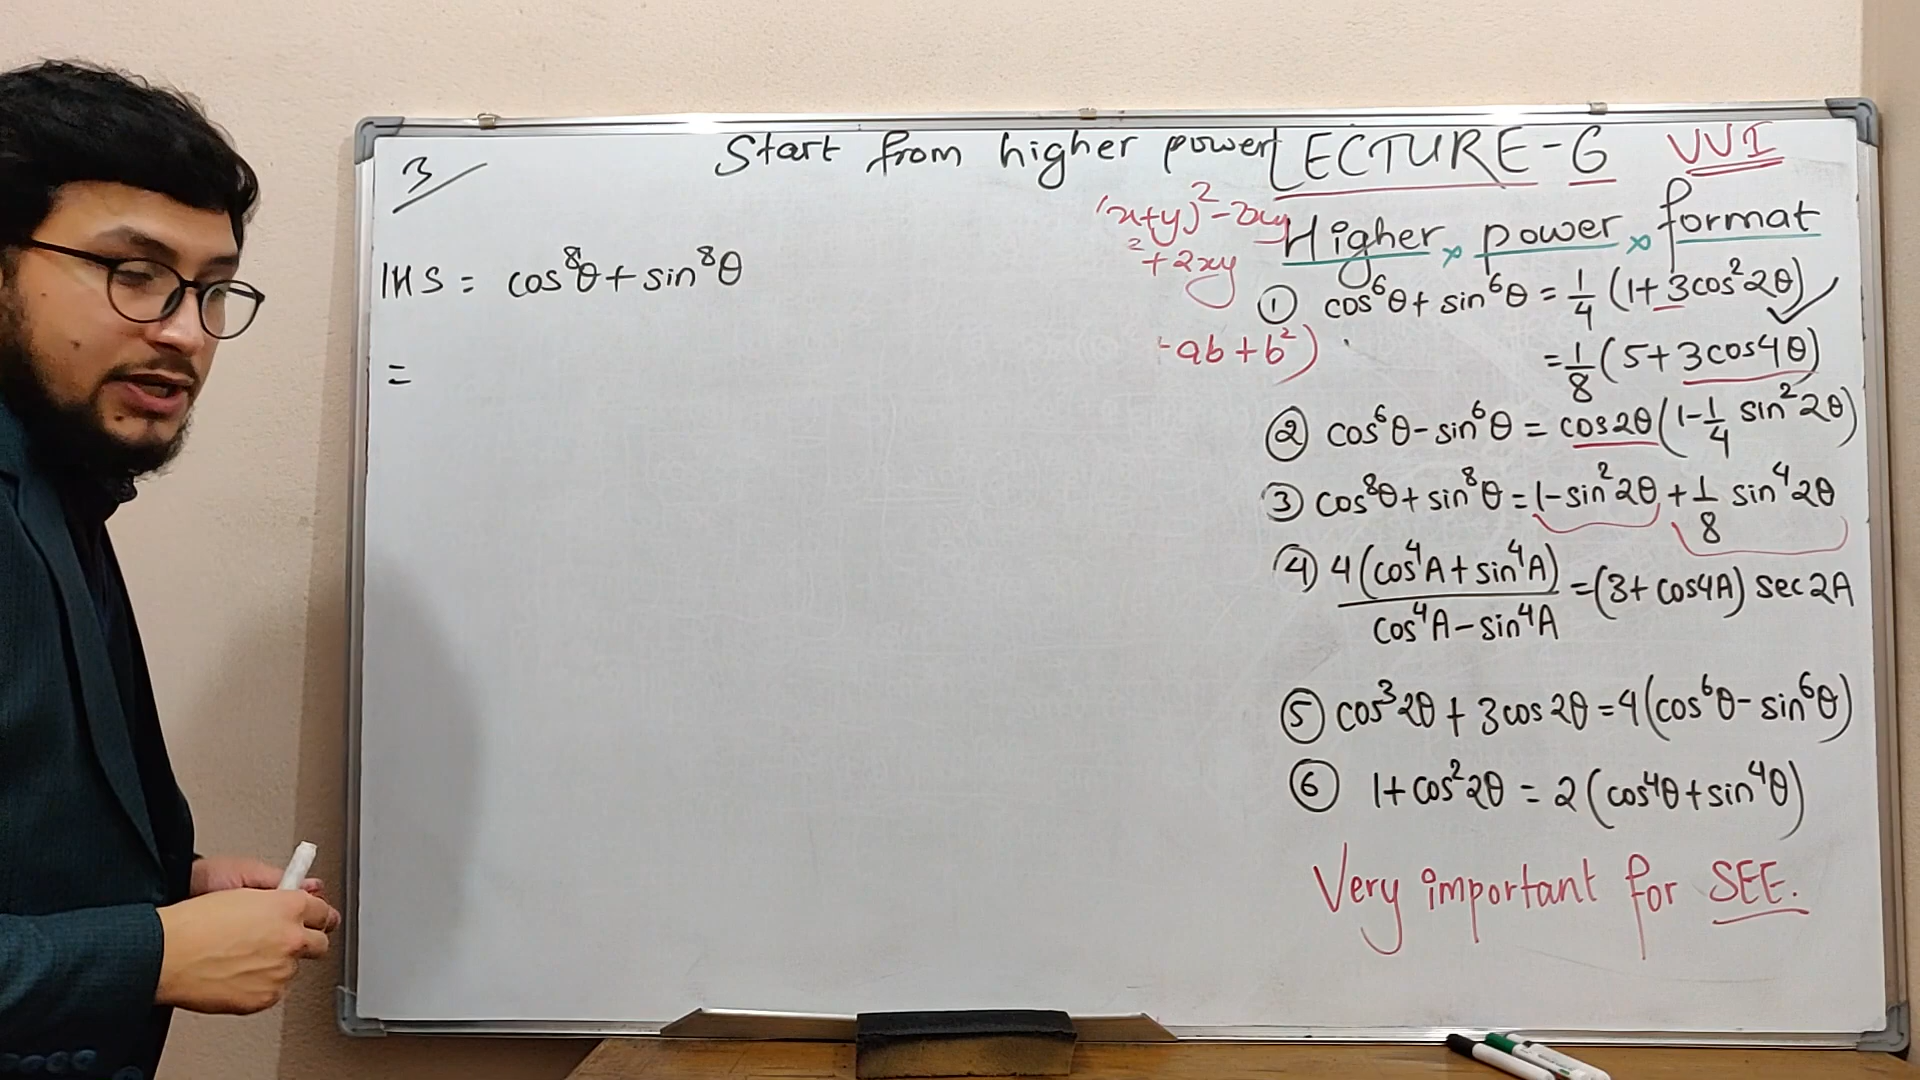 3
Start from higher power LECTURE-6 VVI
(x+y)²-2xy
² +2xy
-ab+b²)
LHS = cos⁸θ + sin⁸θ
=
Higher power format
① cos⁶θ + sin⁶θ = 1/4 (1+3cos²2θ)
= 1/8 (5+3cos4θ)
② cos⁶θ - sin⁶θ = cos2θ (1 - 1/4 sin²2θ)
③ cos⁸θ + sin⁸θ = 1 - sin²2θ + 1/8 sin⁴2θ
④ 4(cos⁴A + sin⁴A) / cos⁴A - sin⁴A = (3+cos4A) sec2A
⑤ cos³2θ + 3cos2θ = 4(cos⁶θ - sin⁶θ)
⑥ 1+cos²2θ = 2(cos⁴θ + sin⁴θ)
Very important for SEE.